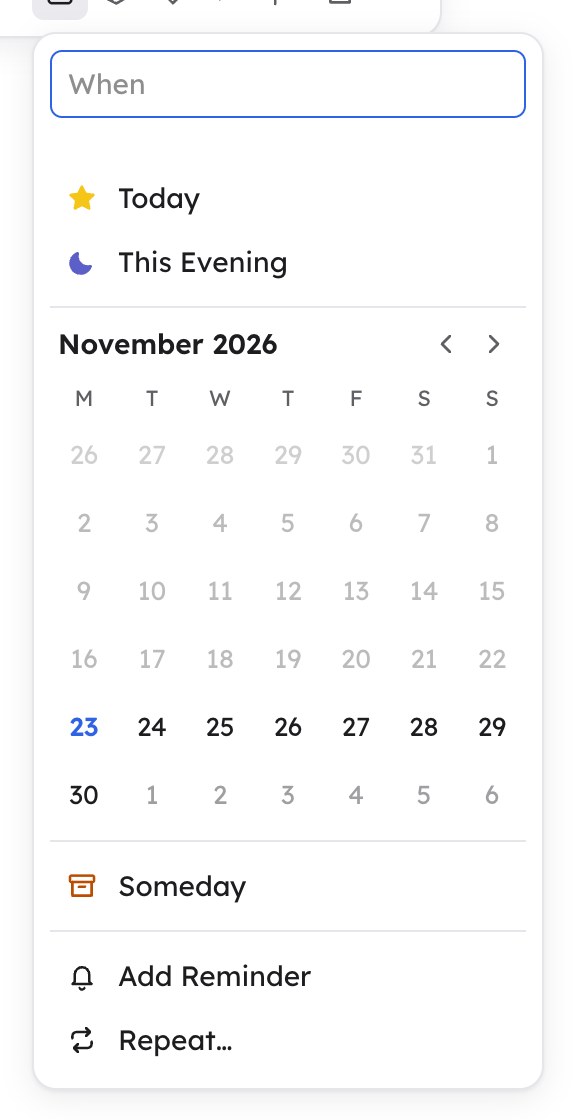 When
Today
This Evening
November 2026
M T W T F S S
26 27 28 29 30 31 1
2 3 4 5 6 7 8
9 10 11 12 13 14 15
16 17 18 19 20 21 22
23 24 25 26 27 28 29
30 1 2 3 4 5 6
Someday
Add Reminder
Repeat...